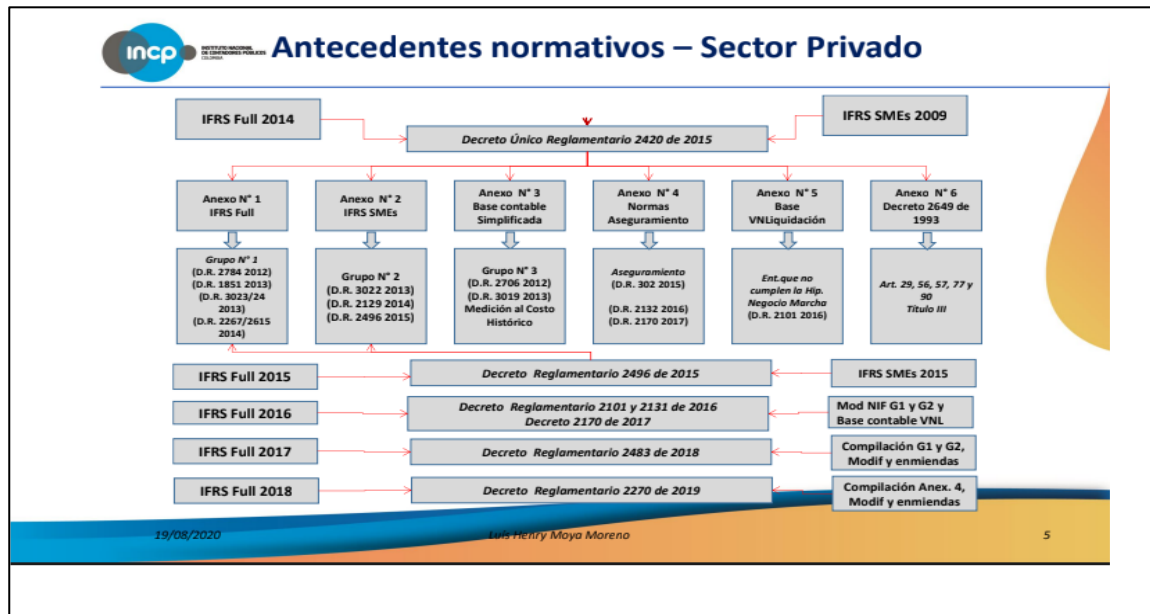 incp
INSTITUTO NACIONAL
DE CONTADORES PÚBLICOS
COLOMBIA
Antecedentes normativos – Sector Privado
IFRS Full 2014
IFRS SMEs 2009
Decreto Único Reglamentario 2420 de 2015
Anexo N° 1
IFRS Full
Anexo N° 2
IFRS SMEs
Anexo N° 3
Base contable
Simplificada
Anexo N° 4
Normas
Aseguramiento
Anexo N° 5
Base
VNLiquidación
Anexo N° 6
Decreto 2649 de
1993
Grupo N° 1
(D.R. 2784 2012)
(D.R. 1851 2013)
(D.R. 3023/24
2013)
(D.R. 2267/2615
2014)
Grupo N° 2
(D.R. 3022 2013)
(D.R. 2129 2014)
(D.R. 2496 2015)
Grupo N° 3
(D.R. 2706 2012)
(D.R. 3019 2013)
Medición al Costo
Histórico
Aseguramiento
(D.R. 302 2015)
(D.R. 2132 2016)
(D.R. 2170 2017)
Ent.que no
cumplen la Hip.
Negocio Marcha
(D.R. 2101 2016)
Art. 29, 56, 57, 77 y
90
Título III
IFRS Full 2015
Decreto Reglamentario 2496 de 2015
IFRS SMEs 2015
IFRS Full 2016
Decreto Reglamentario 2101 y 2131 de 2016
Decreto 2170 de 2017
Mod NIF G1 y G2 y
Base contable VNL
IFRS Full 2017
Decreto Reglamentario 2483 de 2018
Compilación G1 y G2,
Modif y enmiendas
IFRS Full 2018
Decreto Reglamentario 2270 de 2019
Compilación Anex. 4,
Modif y enmiendas
19/08/2020
Luis Henry Moya Moreno
5